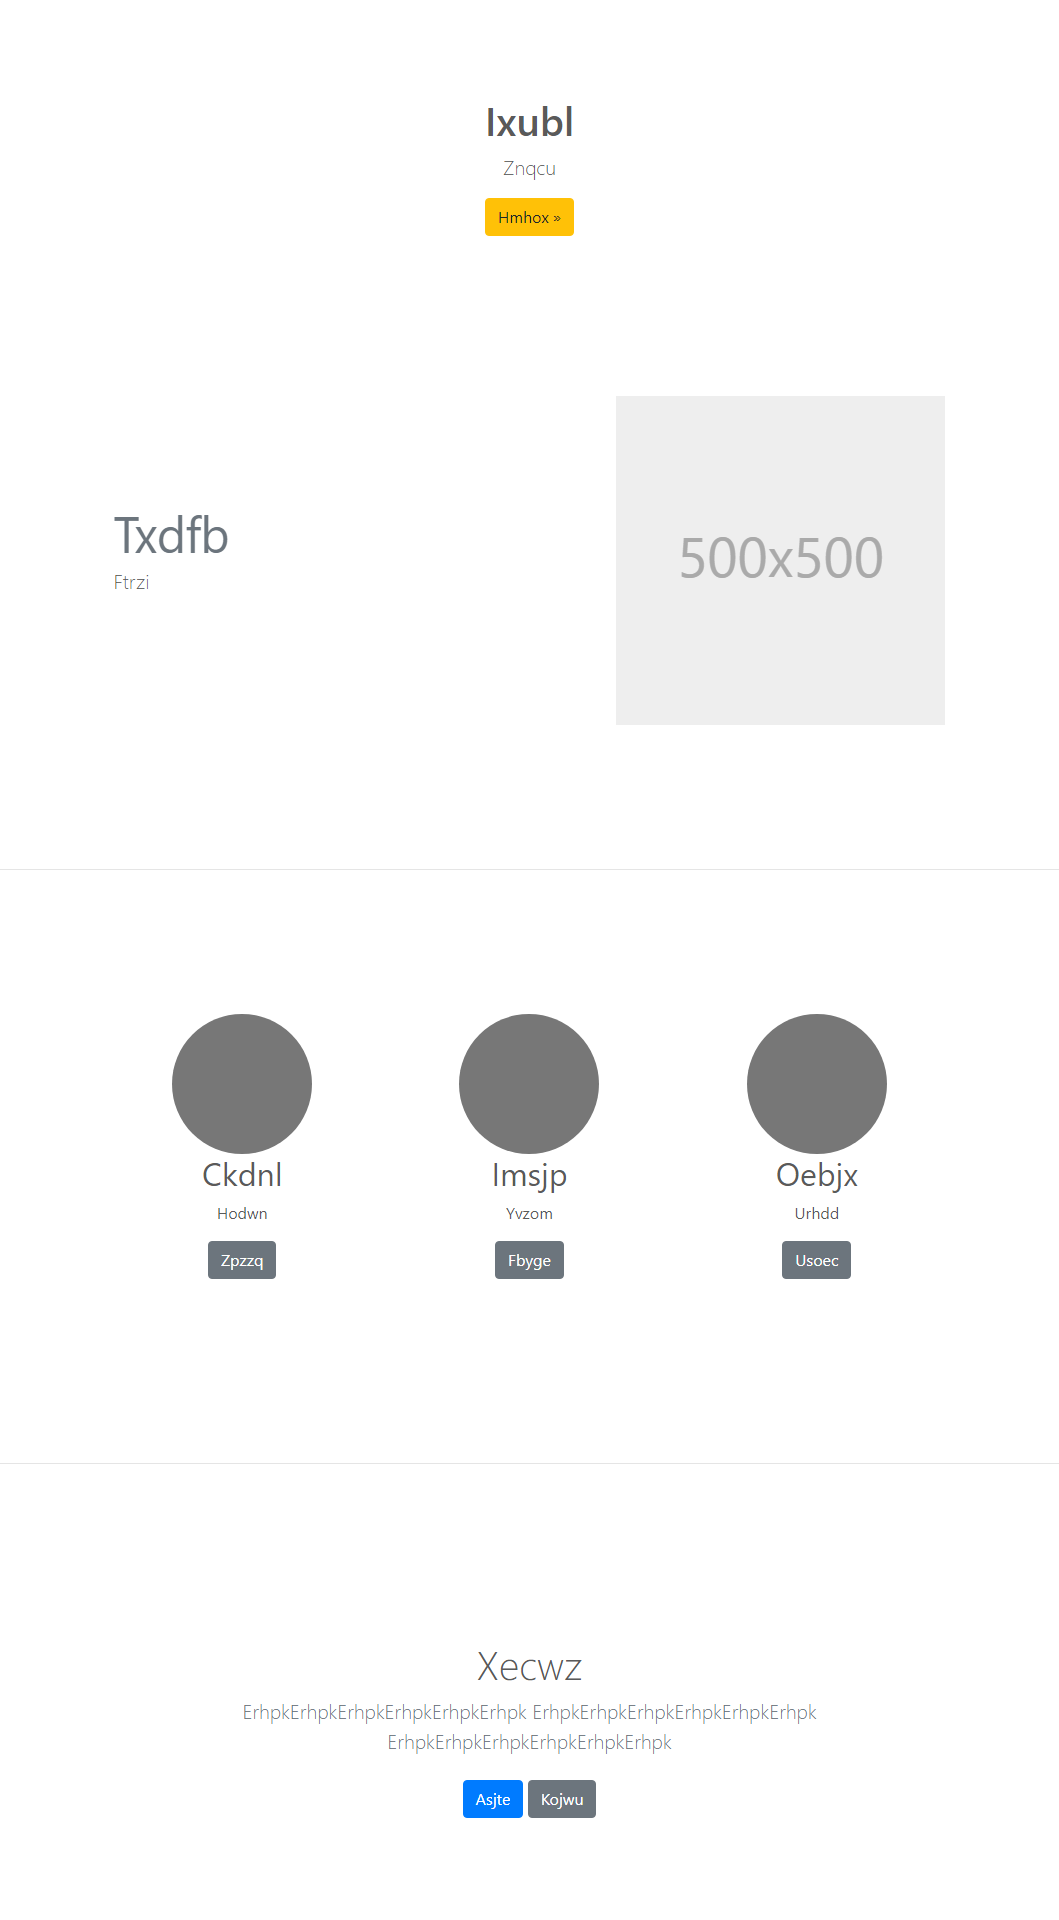 Ixubl
Znqcu
Hmhox »
Txdfb
Ftrzi
500x500
Ckdnl
Hodwn
Zpzzq
Imsjp
Yvzom
Fbyge
Oebjx
Urhdd
Usoec
Xecwz
ErhpkErhpkErhpkErhpkErhpkErhpk ErhpkErhpkErhpkErhpkErhpkErhpk
ErhpkErhpkErhpkErhpkErhpkErhpk
Asjte Kojwu